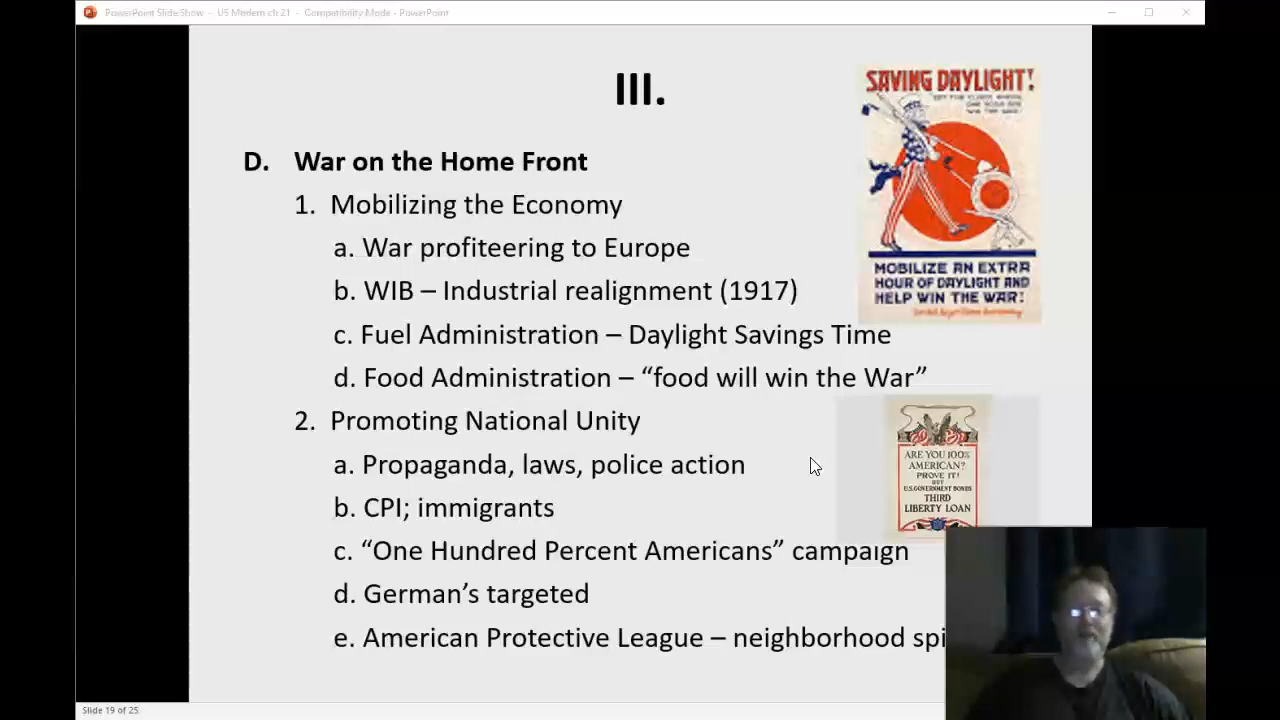 PowerPoint Slide Show - US Modern ch 21 - Compatibility Mode - PowerPoint
III.
SAVING DAYLIGHT!
MOBILIZE AN EXTRA
HOUR OF DAYLIGHT AND
HELP WIN THE WAR!
D. War on the Home Front
1. Mobilizing the Economy
a. War profiteering to Europe
b. WIB – Industrial realignment (1917)
c. Fuel Administration – Daylight Savings Time
d. Food Administration – “food will win the War”
2. Promoting National Unity
a. Propaganda, laws, police action
b. CPI; immigrants
c. “One Hundred Percent Americans” campaign
d. German’s targeted
e. American Protective League – neighborhood spi
ARE YOU 100%
AMERICAN?
PROVE IT!
BUY
U.S. GOVERNMENT BONDS
THIRD
LIBERTY LOAN
Slide 19 of 25